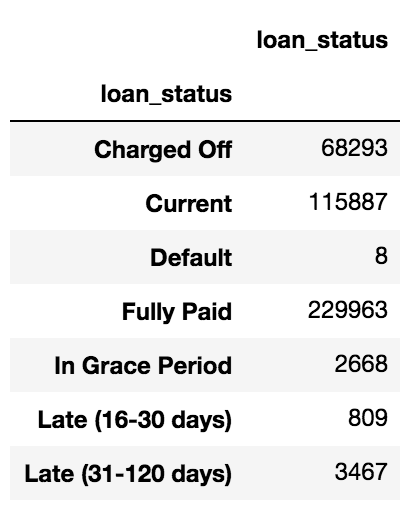 loan_status
loan_status
Charged Off 68293
Current 115887
Default 8
Fully Paid 229963
In Grace Period 2668
Late (16-30 days) 809
Late (31-120 days) 3467